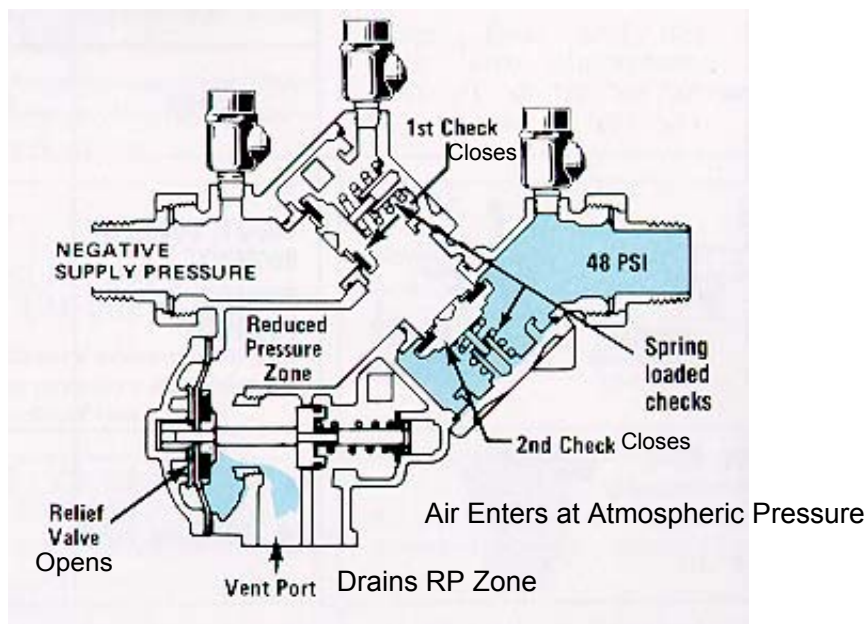 1st Check
Closes
NEGATIVE
SUPPLY PRESSURE
48 PSI
Reduced
Pressure
Zone
Spring
loaded
checks
2nd Check Closes
Relief
Valve
Opens
Air Enters at Atmospheric Pressure
Vent Port Drains RP Zone